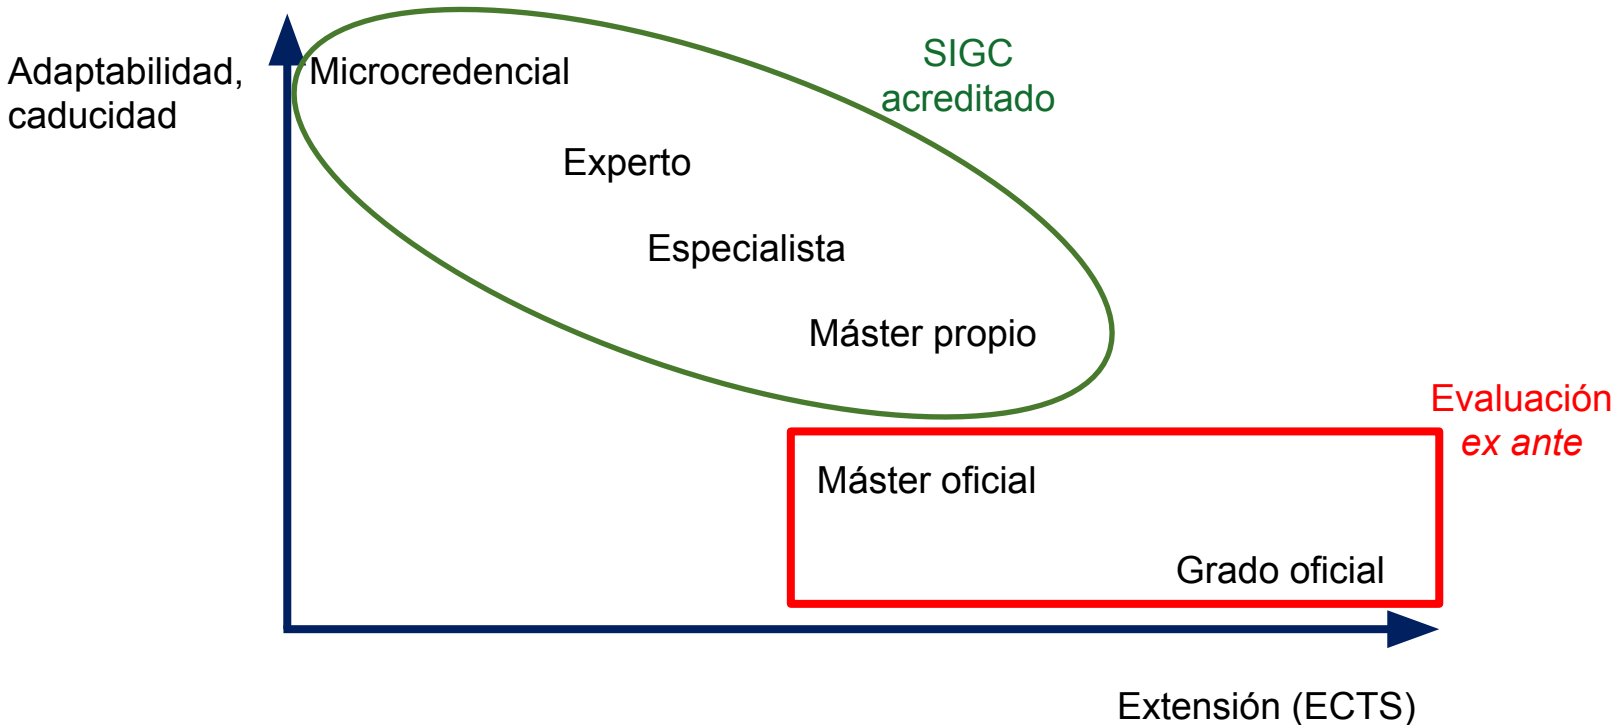 Adaptabilidad,
caducidad
Microcredencial
SIGC
acreditado
Experto
Especialista
Máster propio
Evaluación
ex ante
Máster oficial
Grado oficial
Extensión (ECTS)